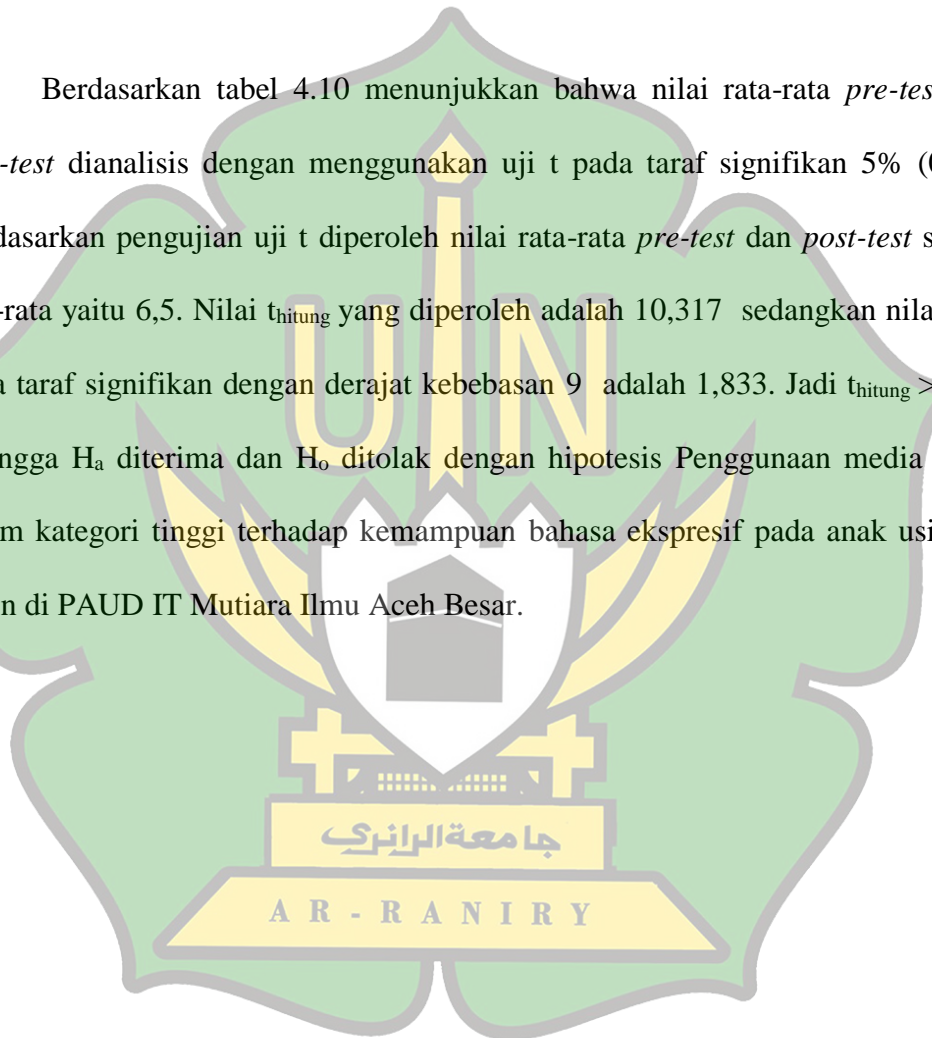 Berdasarkan tabel 4.10 menunjukkan bahwa nilai rata-rata pre-tes
-test dianalisis dengan menggunakan uji t pada taraf signifikan 5% (
dasarkan pengujian uji t diperoleh nilai rata-rata pre-test dan post-test s
-rata yaitu 6,5. Nilai thitung yang diperoleh adalah 10,317 sedangkan nila
a taraf signifikan dengan derajat kebebasan 9 adalah 1,833. Jadi thitung >
ngga Ha diterima dan Ho ditolak dengan hipotesis Penggunaan media
m kategori tinggi terhadap kemampuan bahasa ekspresif pada anak usi
n di PAUD IT Mutiara Ilmu Aceh Besar.
UIN
جامعة الرانري
AR-RANIRY